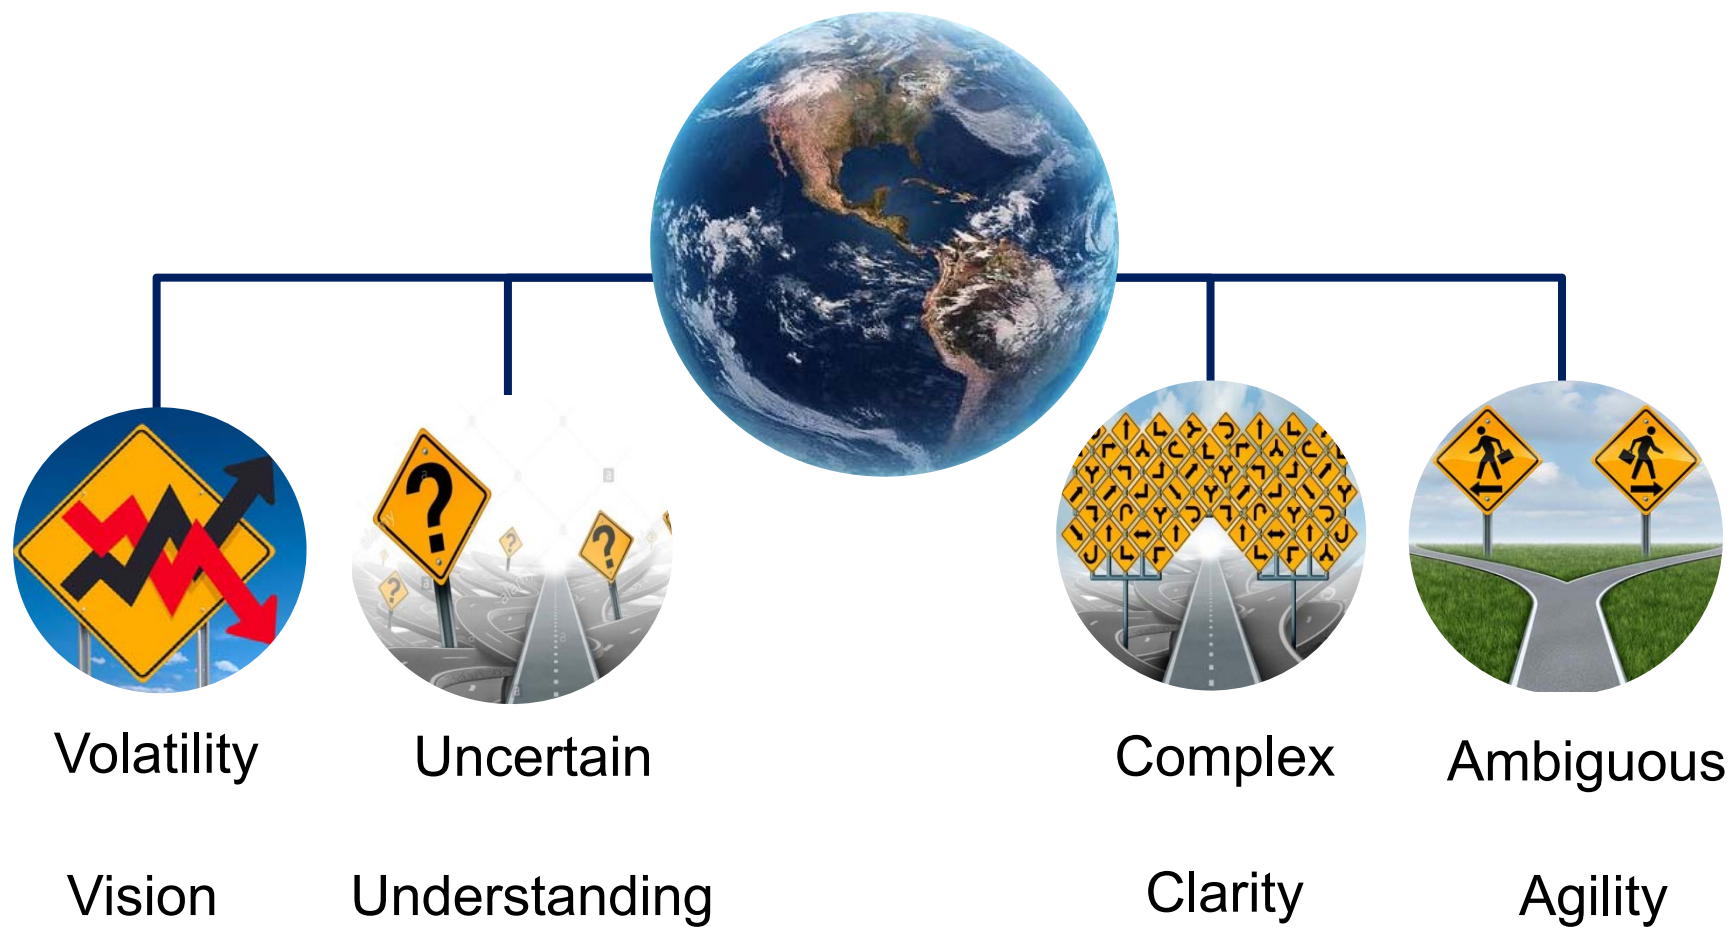 Volatility
Uncertain
Complex
Ambiguous
Vision
Understanding
Clarity
Agility